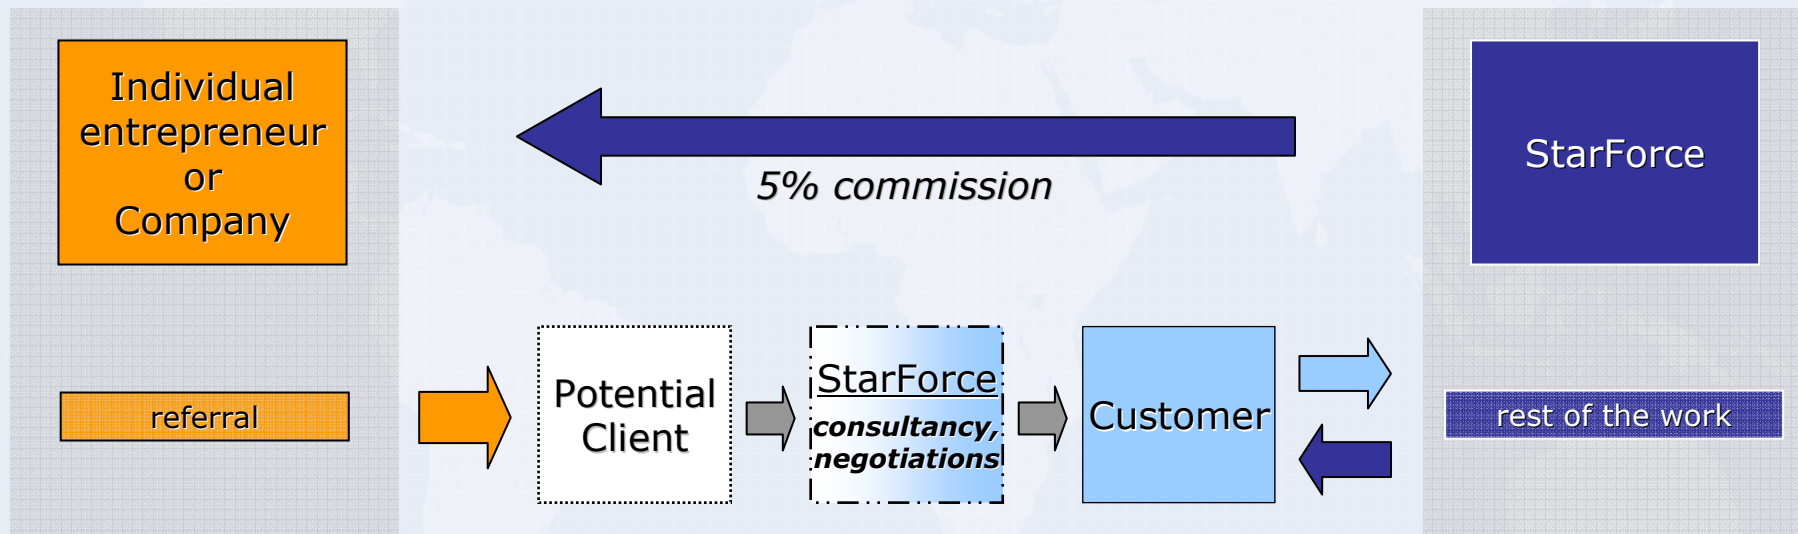 Individual
entrepreneur
or
Company
5% commission
StarForce
referral
Potential
Client
StarForce
consultancy,
negotiations
Customer
rest of the work